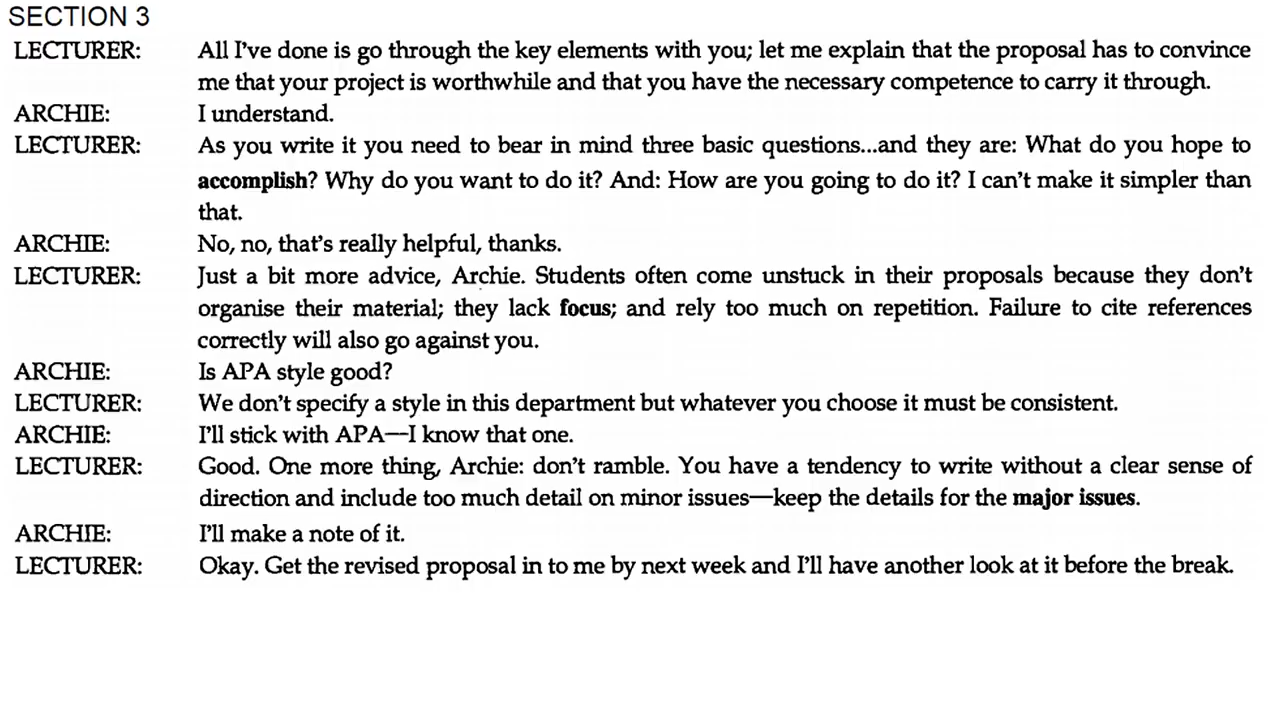 SECTION 3
LECTURER: All I've done is go through the key elements with you; let me explain that the proposal has to convince
me that your project is worthwhile and that you have the necessary competence to carry it through.
ARCHIE: I understand.
LECTURER: As you write it you need to bear in mind three basic questions...and they are: What do you hope to
accomplish? Why do you want to do it? And: How are you going to do it? I can't make it simpler than
that.
ARCHIE: No, no, that's really helpful, thanks.
LECTURER: Just a bit more advice, Archie. Students often come unstuck in their proposals because they don't
organise their material; they lack focus; and rely too much on repetition. Failure to cite references
correctly will also go against you.
ARCHIE: Is APA style good?
LECTURER: We don't specify a style in this department but whatever you choose it must be consistent.
ARCHIE: I'll stick with APA—I know that one.
LECTURER: Good. One more thing, Archie: don't ramble. You have a tendency to write without a clear sense of
direction and include too much detail on minor issues—keep the details for the major issues.
ARCHIE: I'll make a note of it.
LECTURER: Okay. Get the revised proposal in to me by next week and I'll have another look at it before the break.